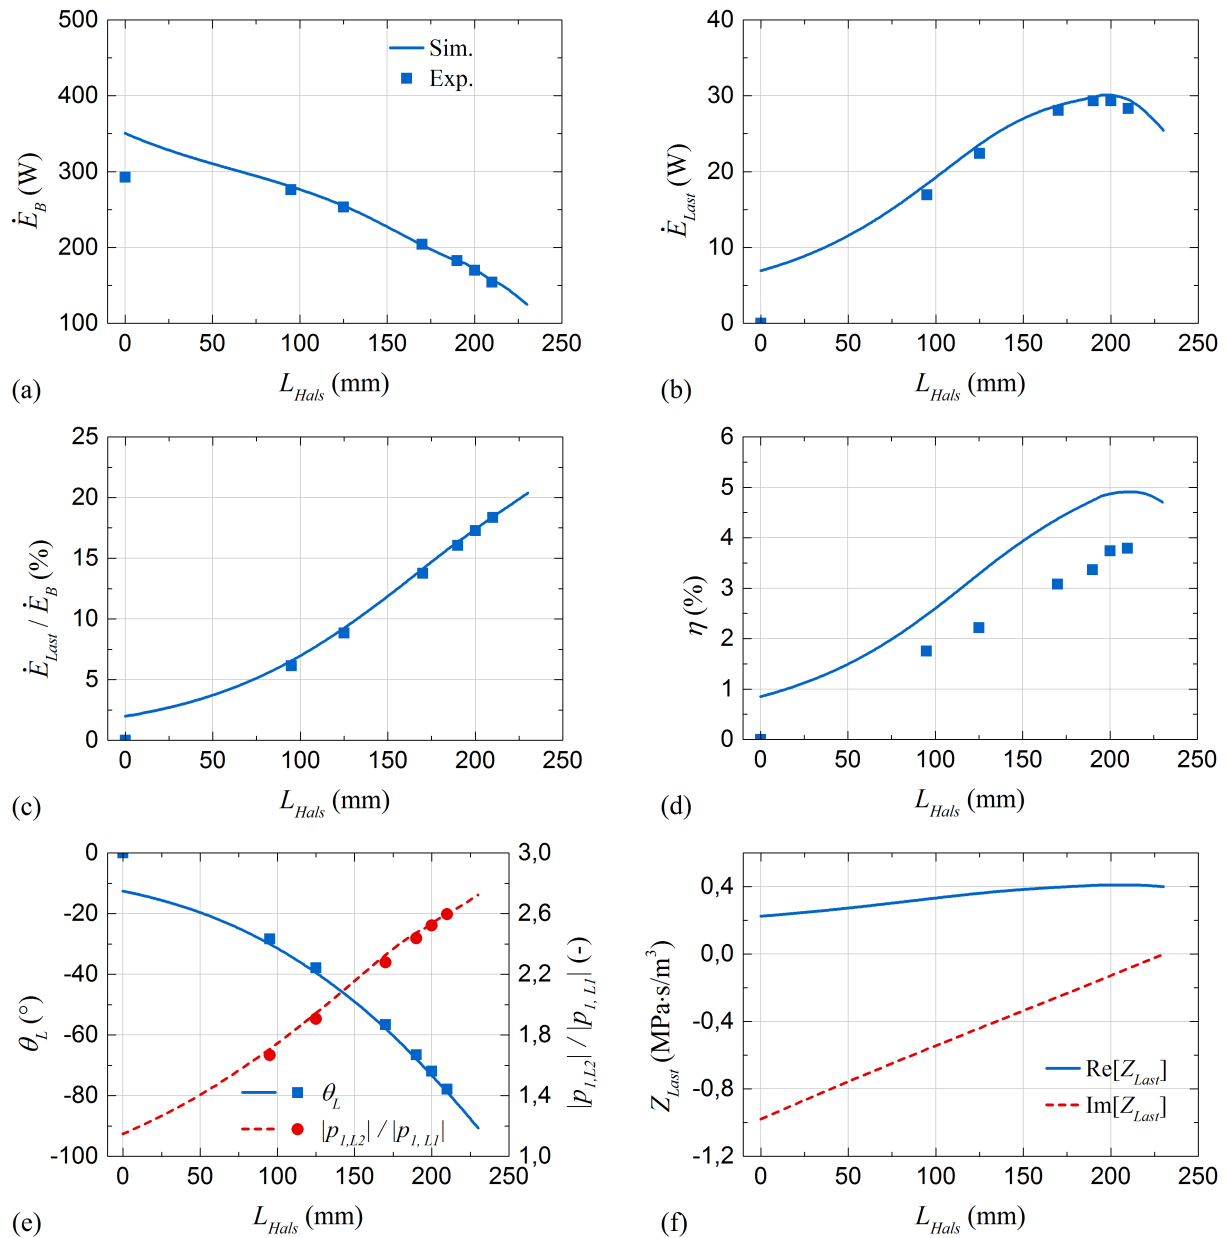 500
400
300
200
100
Ė_B (W)
Sim.
Exp.
0 50 100 150 200 250
(a) L_Hals (mm)
40
30
20
10
0
Ė_Last (W)
0 50 100 150 200 250
(b) L_Hals (mm)
25
20
15
10
5
0
Ė_Last / Ė_B (%)
0 50 100 150 200 250
(c) L_Hals (mm)
6
5
4
3
2
1
0
η (%)
0 50 100 150 200 250
(d) L_Hals (mm)
0
-20
-40
-60
-80
-100
θ_L (°)
θ_L
|p_1,L2| / |p_1,L1|
3,0
2,6
2,2
1,8
1,4
1,0
|p_1,L2| / |p_1,L1| (-)
0 50 100 150 200 250
(e) L_Hals (mm)
0,4
0,0
-0,4
-0,8
-1,2
Z_Last (MPa·s/m³)
Re[Z_Last]
Im[Z_Last]
0 50 100 150 200 250
(f) L_Hals (mm)